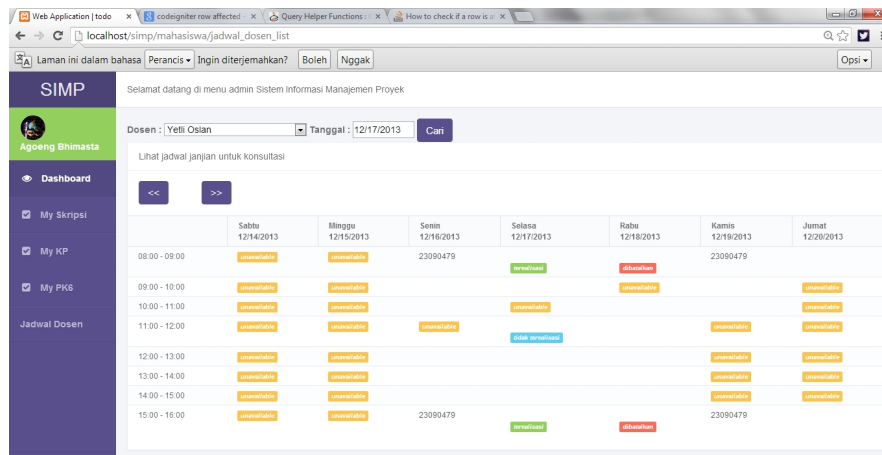 Web Application | todo × codeigniter row affected - × Query Helper Functions : C × How to check if a row is a ×
localhost/simp/mahasiswa/jadwal_dosen_list
Laman ini dalam bahasa Perancis Ingin diterjemahkan? Boleh Nggak Opsi
SIMP Selamat datang di menu admin Sistem Informasi Manajemen Proyek
Agoeng Bhimasta
Dashboard
My Skripsi
My KP
My PK6
Jadwal Dosen
Dosen : Yetli Oslan Tanggal : 12/17/2013 Cari
Lihat jadwal janjian untuk konsultasi
<< >>
Sabtu Minggu Senin Selasa Rabu Kamis Jumat
12/14/2013 12/15/2013 12/16/2013 12/17/2013 12/18/2013 12/19/2013 12/20/2013
08:00 - 09:00 unavailable unavailable 23090479 23090479
terealisasi dibatalkan
09:00 - 10:00 unavailable unavailable unavailable unavailable
10:00 - 11:00 unavailable unavailable unavailable unavailable
11:00 - 12:00 unavailable unavailable unavailable unavailable unavailable
tidak terealisasi
12:00 - 13:00 unavailable unavailable unavailable unavailable
13:00 - 14:00 unavailable unavailable unavailable unavailable
14:00 - 15:00 unavailable unavailable unavailable unavailable
15:00 - 16:00 unavailable unavailable 23090479 23090479
terealisasi dibatalkan